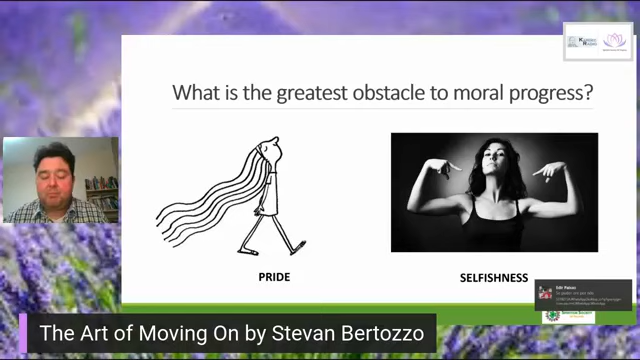 What is the greatest obstacle to moral progress?
PRIDE
SELFISHNESS
The Art of Moving On by Stevan Bertozzo